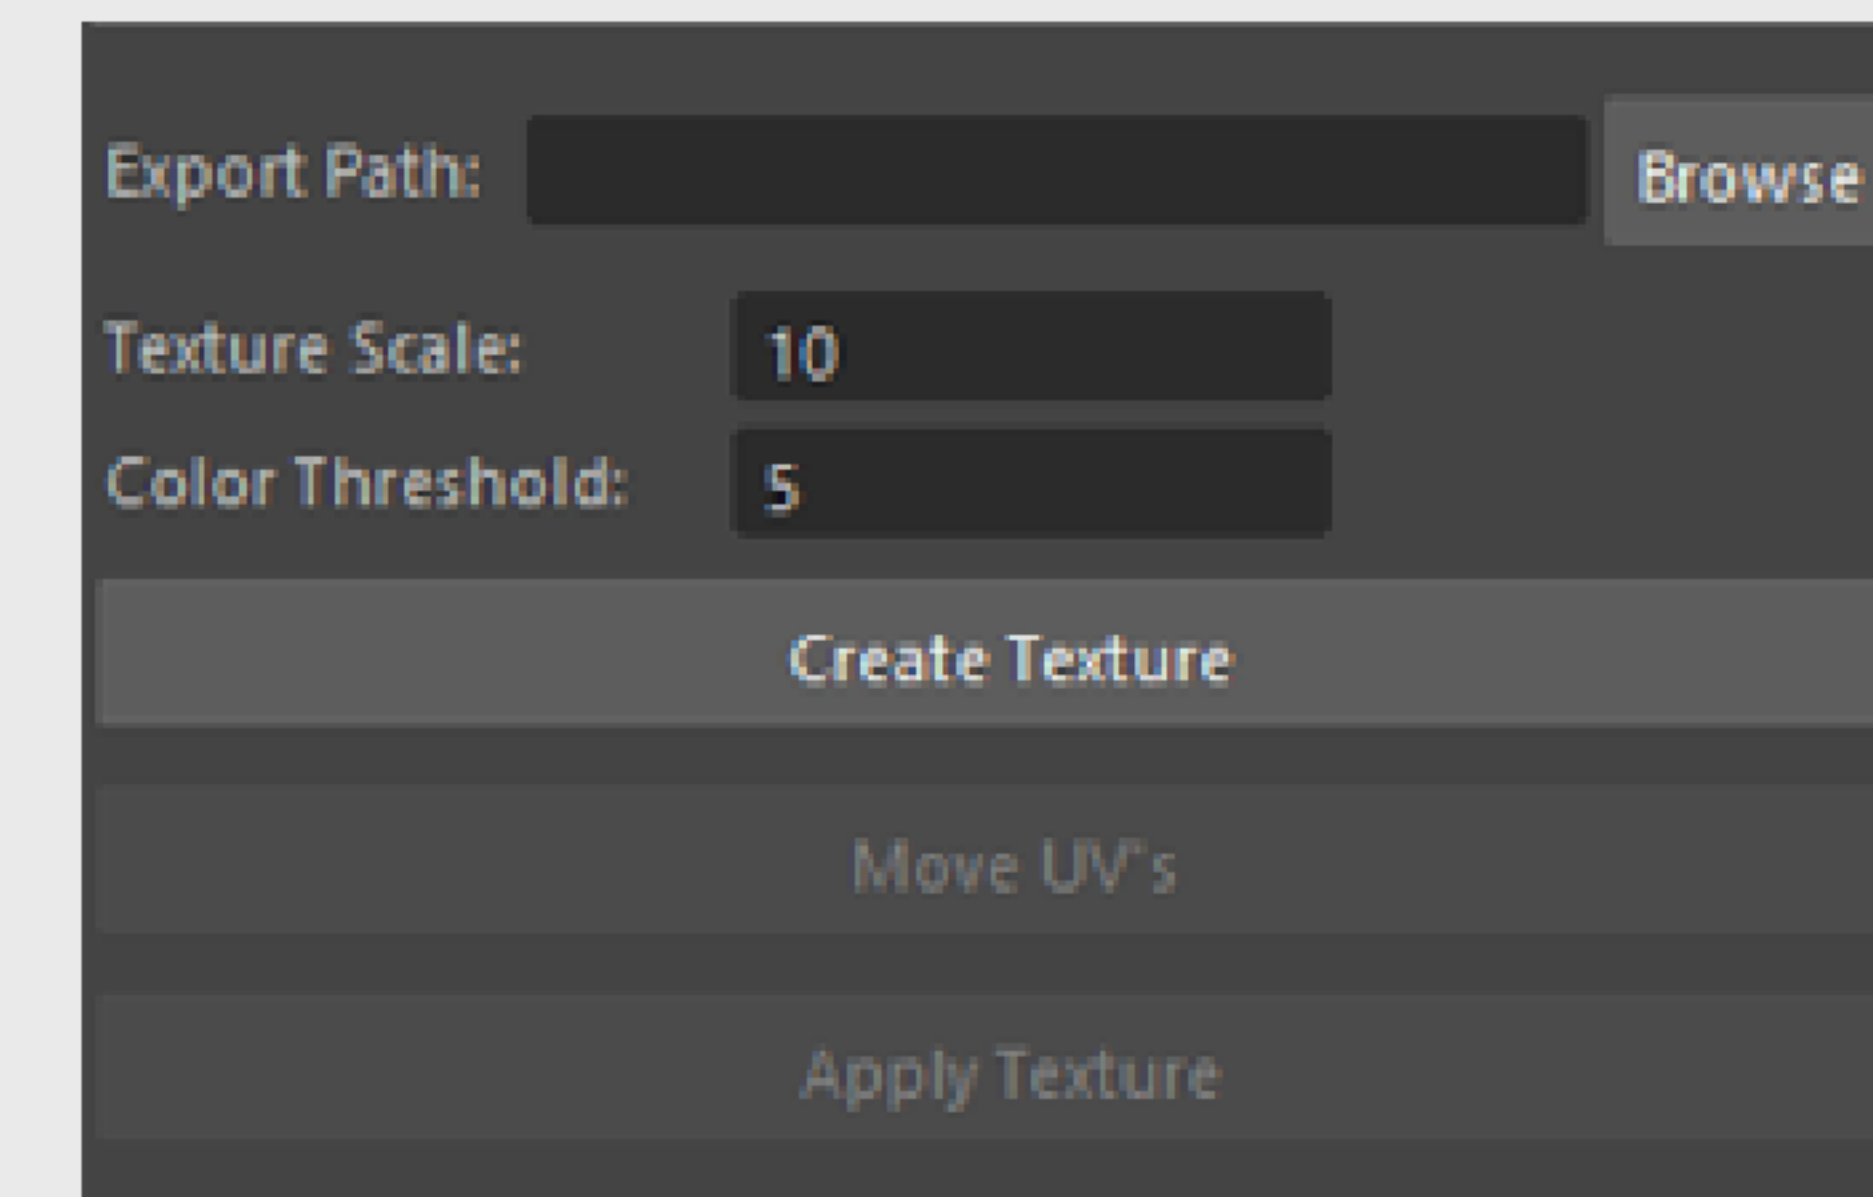 Export Path: Browse
Texture Scale: 10
Color Threshold: 5
Create Texture
Move UV's
Apply Texture